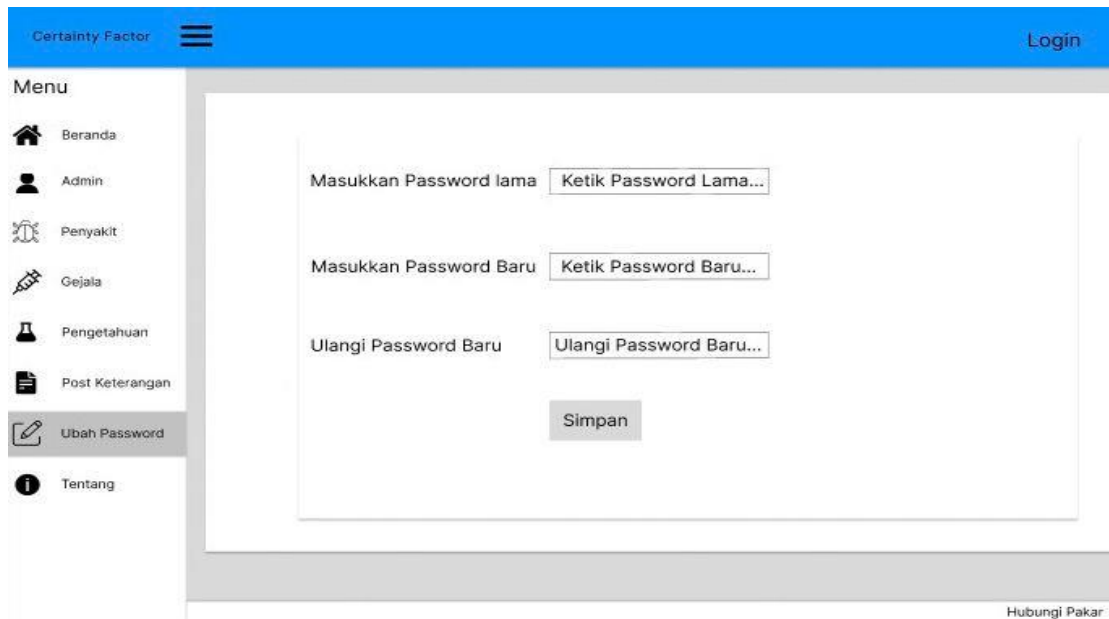 Certainty Factor
Login
Menu
Beranda
Admin
Penyakit
Gejala
Pengetahuan
Post Keterangan
Ubah Password
Tentang
Masukkan Password lama Ketik Password Lama...
Masukkan Password Baru Ketik Password Baru...
Ulangi Password Baru Ulangi Password Baru...
Simpan
Hubungi Pakar